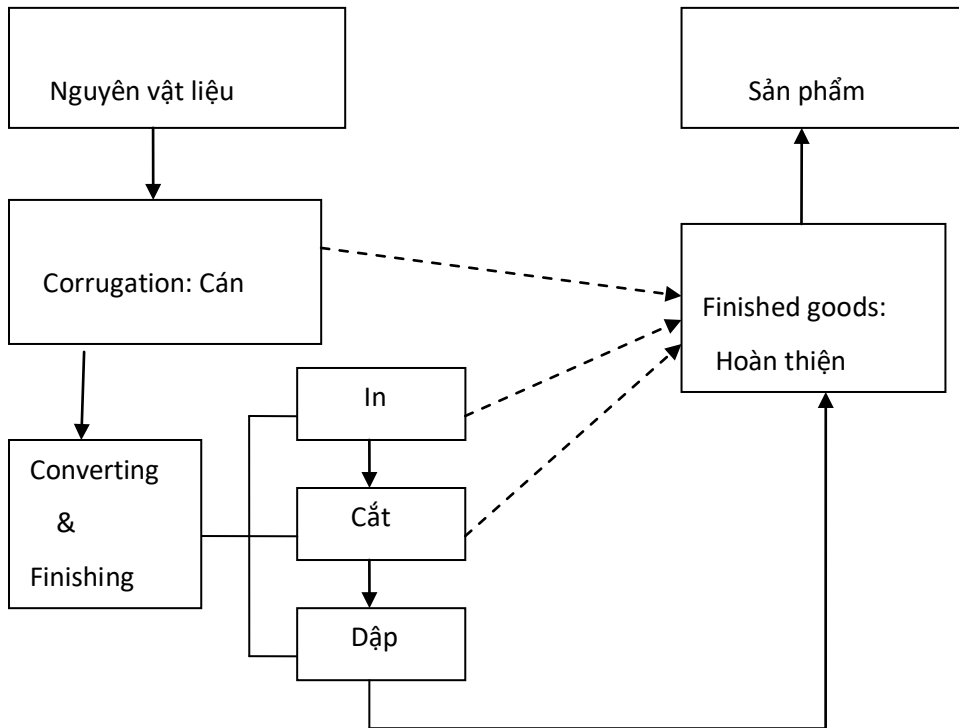 Nguyên vật liệu
Sản phẩm
Corrugation: Cán
Finished goods:
Hoàn thiện
In
Converting
&
Finishing
Cắt
Dập